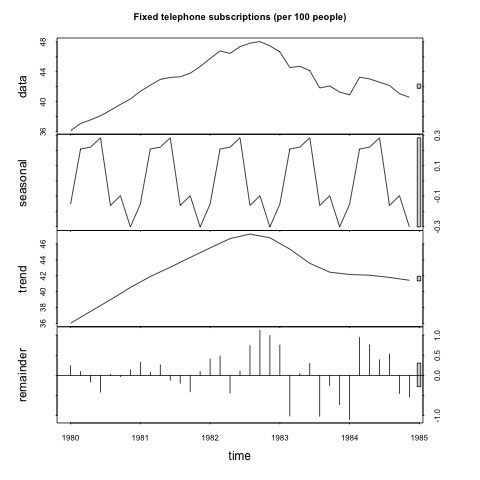 Fixed telephone subscriptions (per 100 people)
data
36 40 44 48
seasonal
-0.3 -0.1 0.1 0.3
trend
36 38 40 42 44 46
remainder
-1.0 0.0 0.5 1.0
1980 1981 1982 1983 1984 1985
time